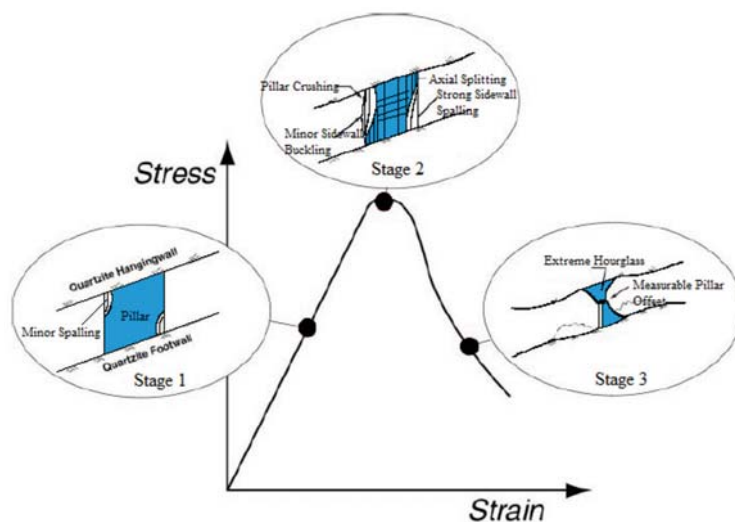 Pillar Crushing
Axial Splitting
Strong Sidewall
Spalling
Minor Sidewall
Buckling
Stage 2
Stress
Quartzite Hangingwall
Minor Spalling
Pillar
Quartzite Footwall
Stage 1
Extreme Hourglass
Measurable Pillar
Offset
Stage 3
Strain